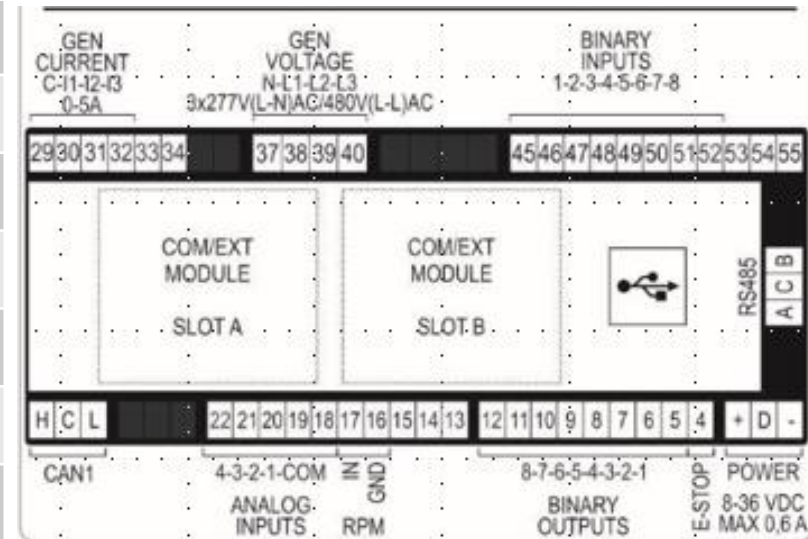 GEN
CURRENT
C-I1-I2-I3
0-5A
GEN
VOLTAGE
N-L1-L2-L3
3x277V(L-N)AC/480V(L-L)AC
BINARY
INPUTS
1-2-3-4-5-6-7-8
29 30 31 32 33 34 37 38 39 40 45 46 47 48 49 50 51 52 53 54 55
COM/EXT
MODULE
SLOT A
COM/EXT
MODULE
SLOT B
RS485
A C B
H C L 22 21 20 19 18 17 16 15 14 13 12 11 10 9 8 7 6 5 4 + D -
CAN1
4-3-2-1-COM
ANALOG
INPUTS
IN
GND
RPM
8-7-6-5-4-3-2-1
BINARY
OUTPUTS
E-STOP
POWER
8-36 VDC
MAX 0,6 A